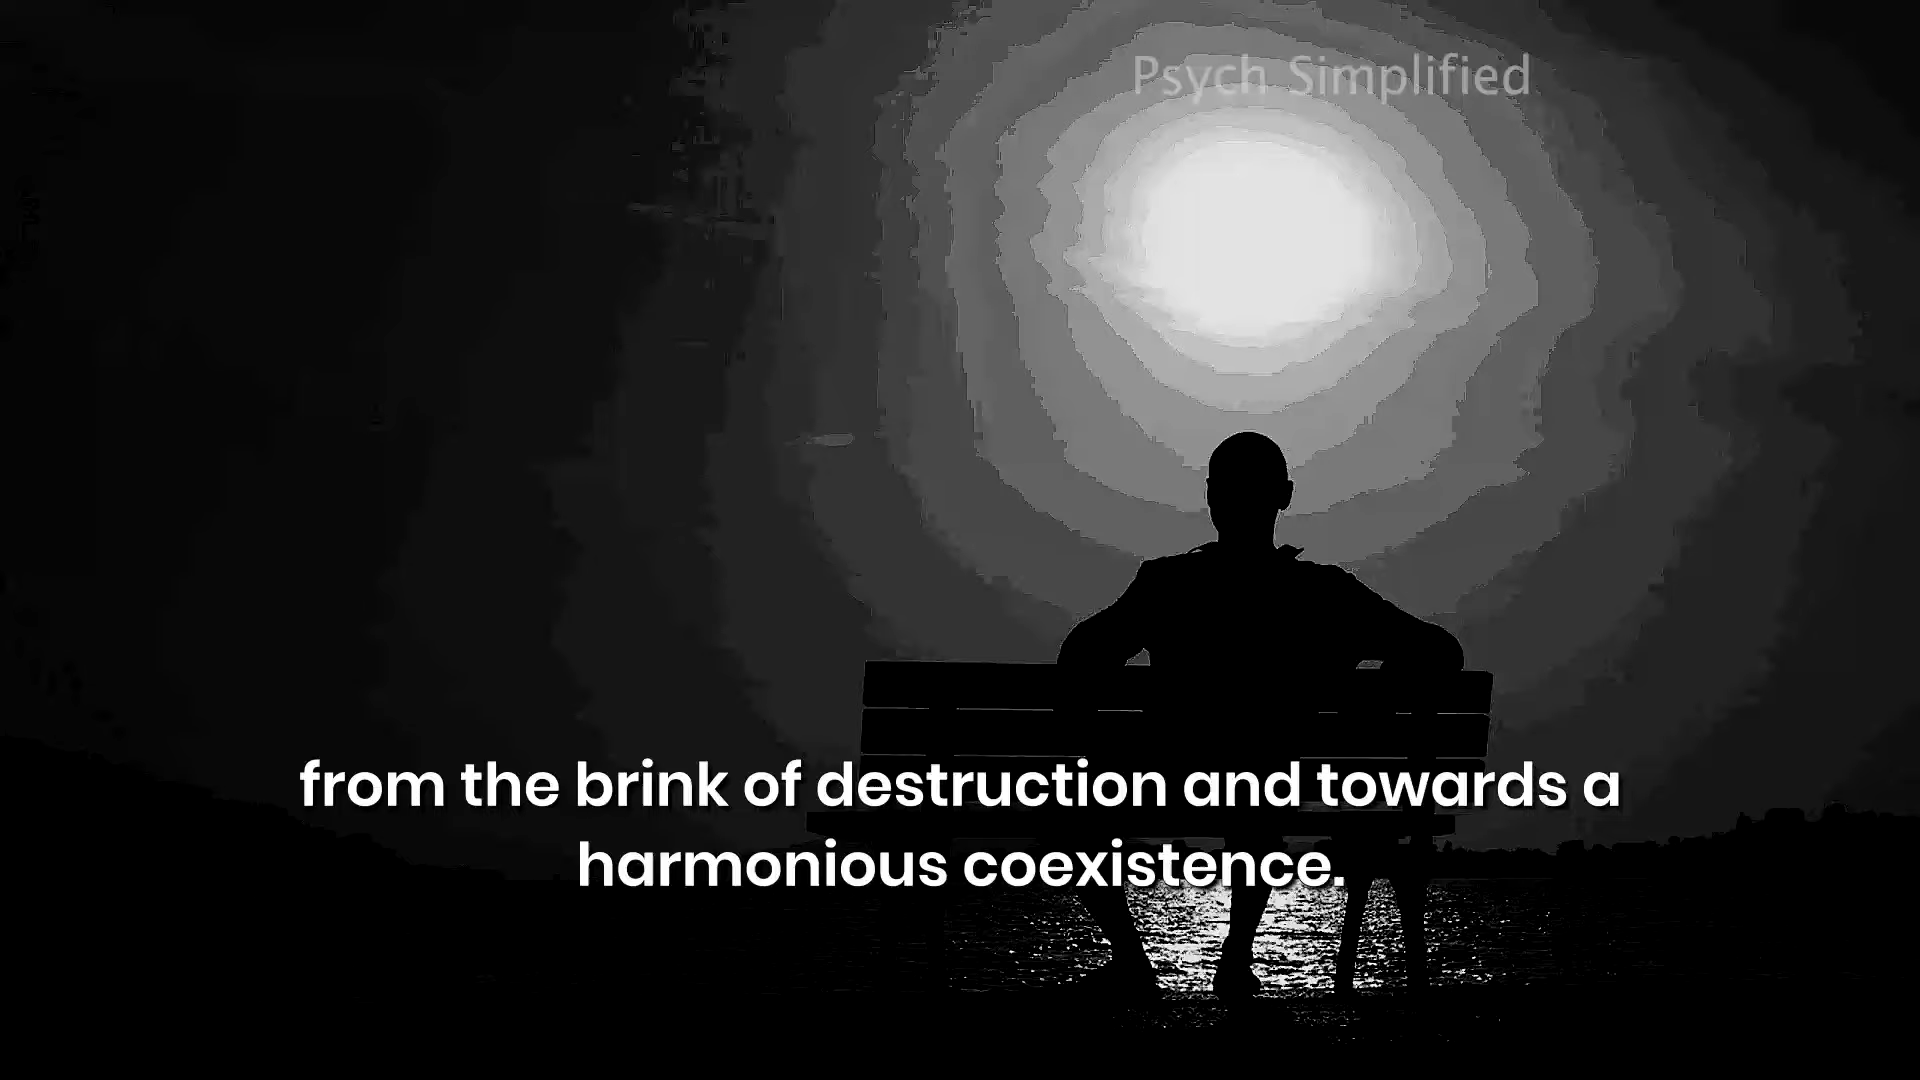 Psych Simplified
from the brink of destruction and towards a
harmonious coexistence.